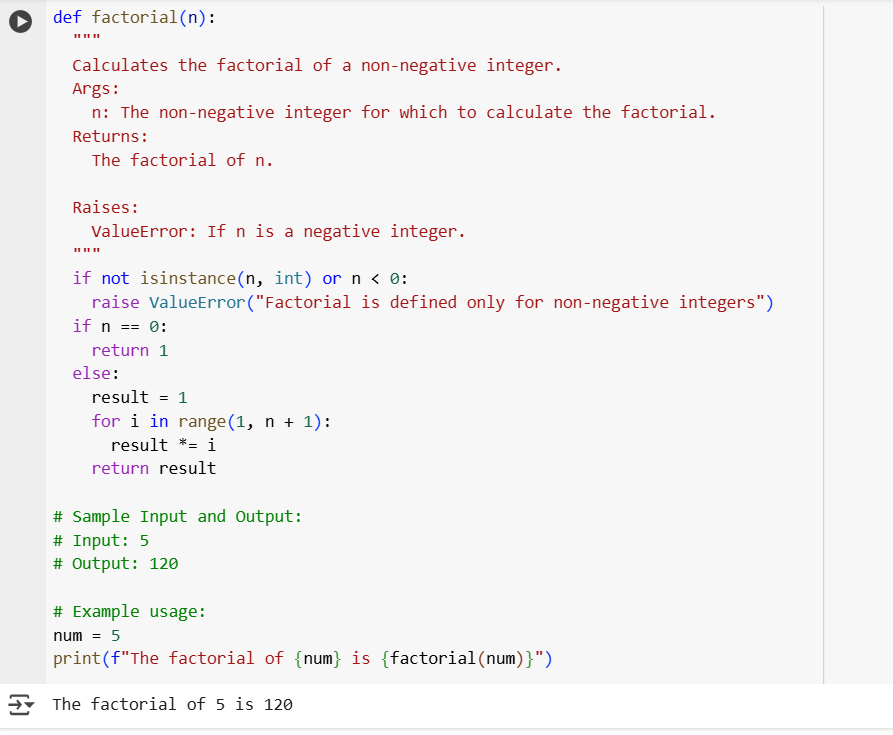 def factorial(n):
  """
  Calculates the factorial of a non-negative integer.
  Args:
    n: The non-negative integer for which to calculate the factorial.
  Returns:
    The factorial of n.

  Raises:
    ValueError: If n is a negative integer.
  """
  if not isinstance(n, int) or n < 0:
    raise ValueError("Factorial is defined only for non-negative integers")
  if n == 0:
    return 1
  else:
    result = 1
    for i in range(1, n + 1):
      result *= i
    return result

# Sample Input and Output:
# Input: 5
# Output: 120

# Example usage:
num = 5
print(f"The factorial of {num} is {factorial(num)}")
The factorial of 5 is 120